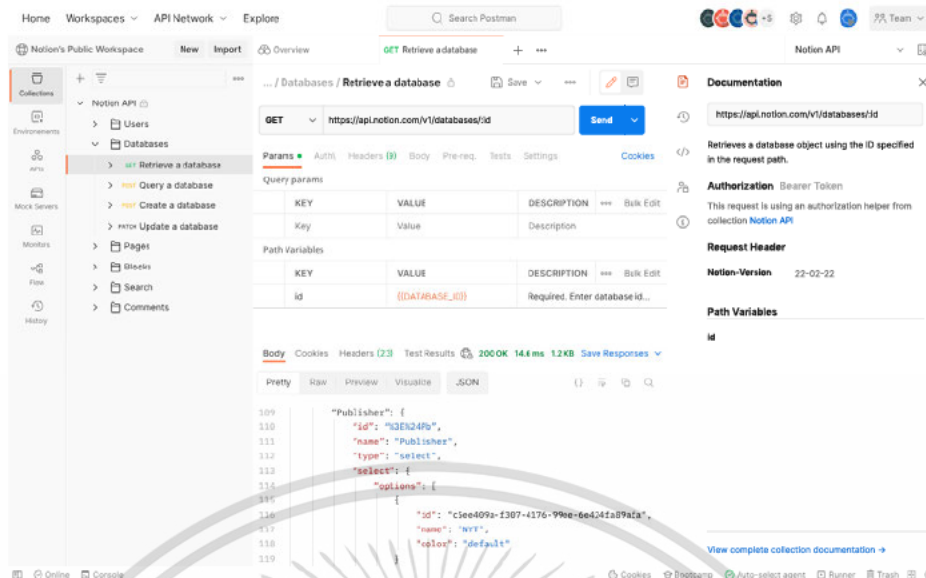 Home Workspaces API Network Explore Search Postman +5 Team
Notion's Public Workspace New Import Overview GET Retrieve a database Notion API
Collections
Environments
APIs
Mock Servers
Monitors
Flow
History
Notion API
Users
Databases
GET Retrieve a database
POST Query a database
POST Create a database
PATCH Update a database
Pages
Blocks
Search
Comments
... / Databases / Retrieve a database Save
GET https://api.notion.com/v1/databases/:id Send
Params Auth Headers (9) Body Pre-req. Tests Settings Cookies
Query params
KEY VALUE DESCRIPTION Bulk Edit
Key Value Description
Path Variables
KEY VALUE DESCRIPTION Bulk Edit
id {{DATABASE_ID}} Required. Enter database id...
Body Cookies Headers (23) Test Results 200 OK 14.6 ms 1.2 KB Save Responses
Pretty Raw Preview Visualize JSON
109 "Publisher": {
110 "id": "%3E%24Pb",
111 "name": "Publisher",
112 "type": "select",
113 "select": {
114 "options": [
115 {
116 "id": "c5ee409a-f307-4176-99ee-6e424fa89afa",
117 "name": "NYT",
118 "color": "default"
119 }
Documentation
https://api.notion.com/v1/databases/:id
Retrieves a database object using the ID specified
in the request path.
Authorization Bearer Token
This request is using an authorization helper from
collection Notion API
Request Header
Notion-Version 22-02-22
Path Variables
id
View complete collection documentation →
Online Console Cookies Bootcamp Auto-select agent Runner Trash